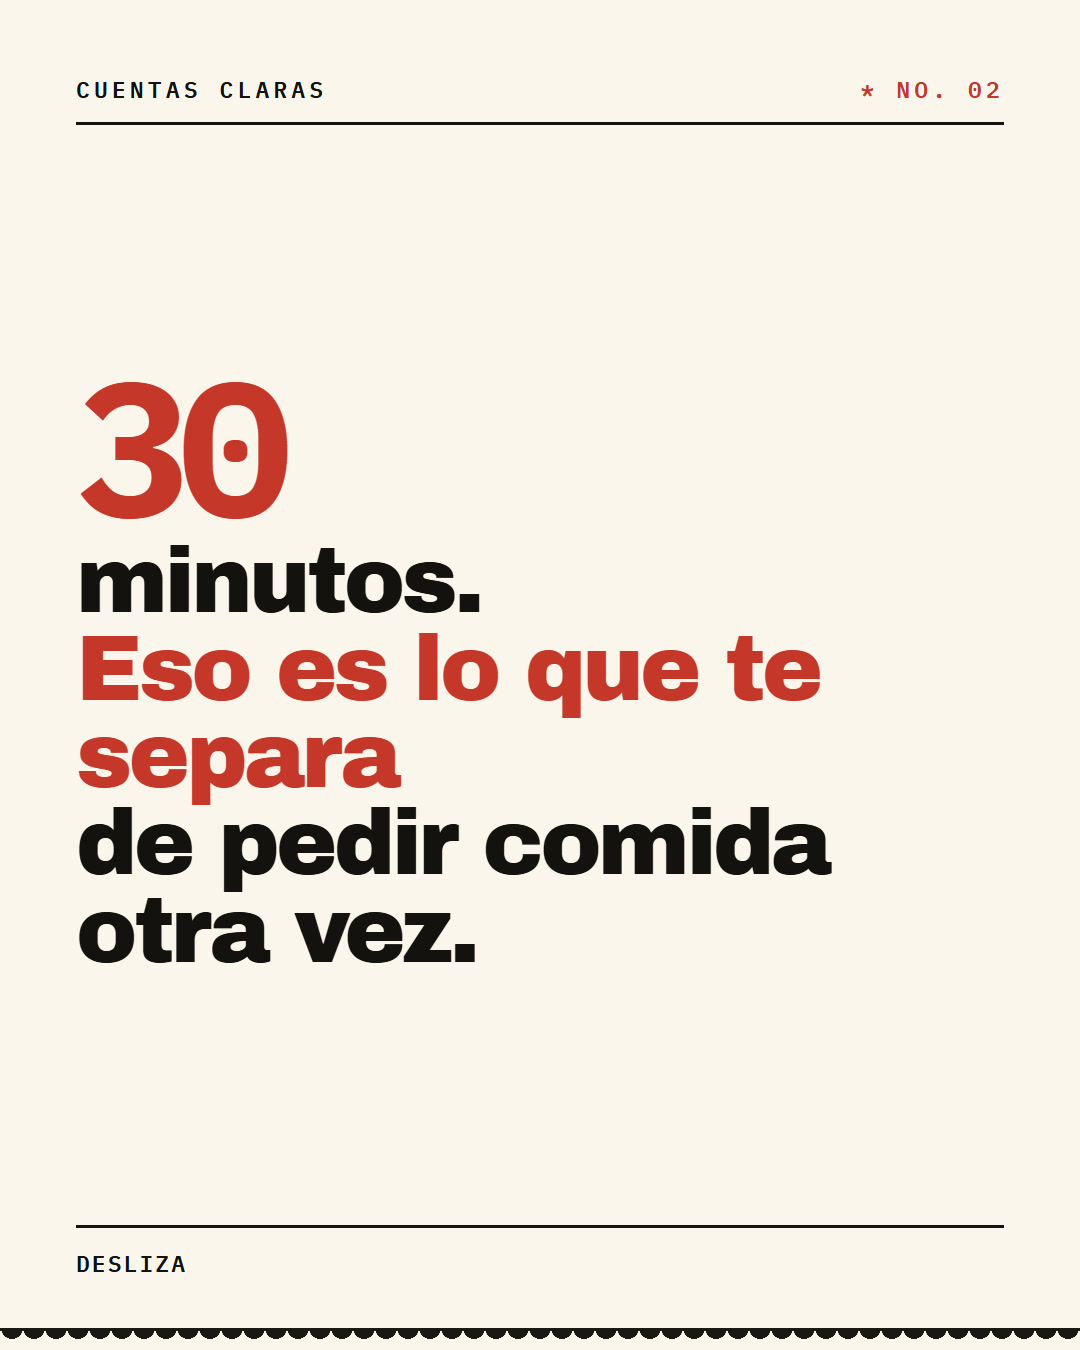 CUENTAS CLARAS
* NO. 02
30
minutos.
Eso es lo que te
separa
de pedir comida
otra vez.
DESLIZA